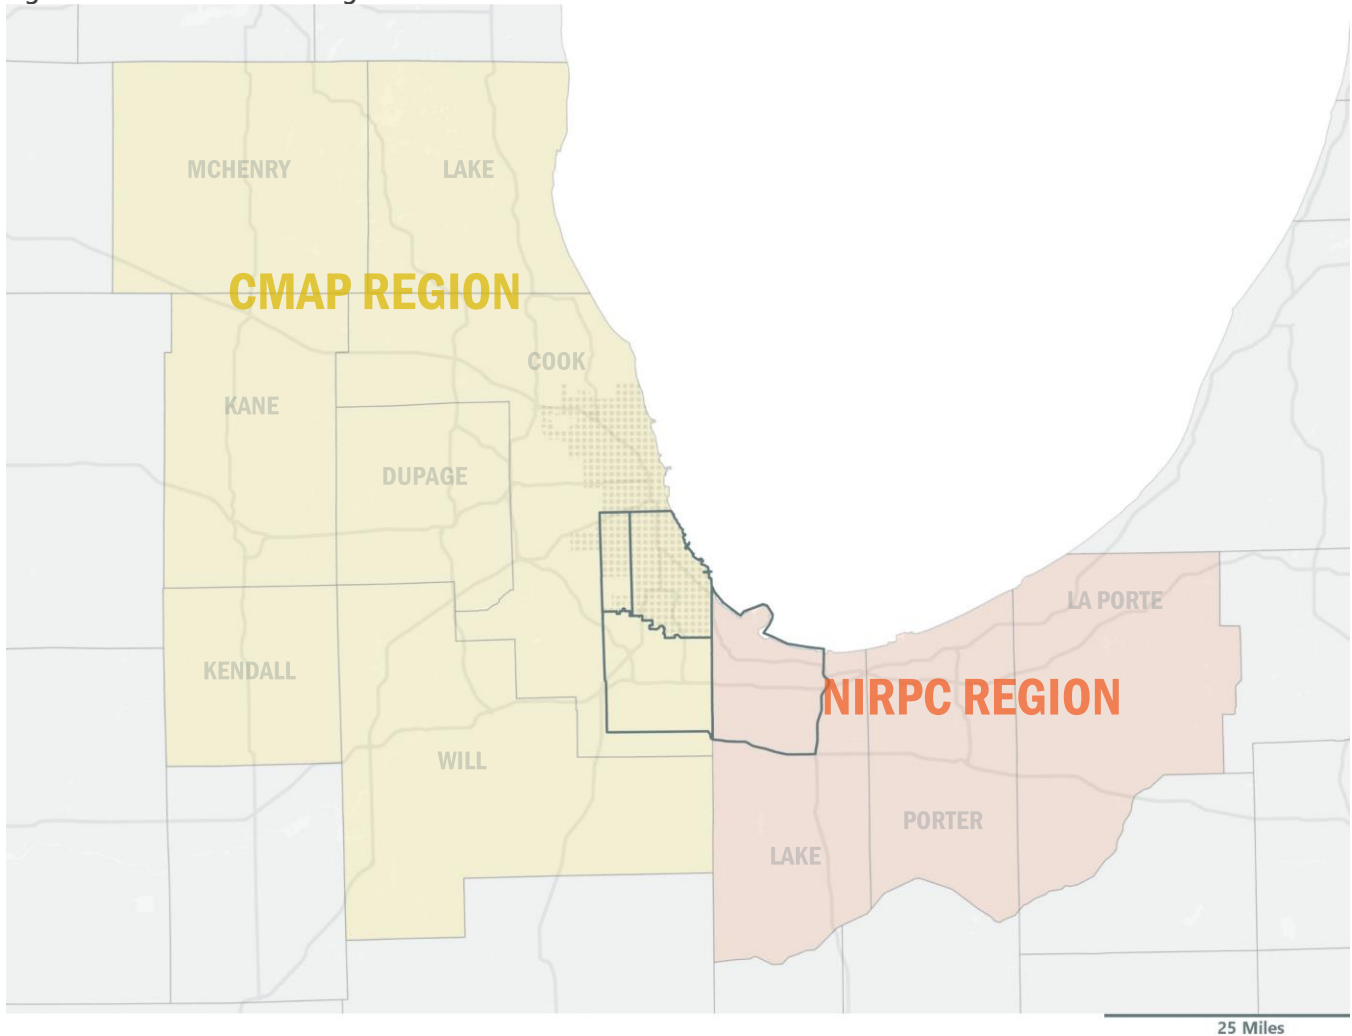 MCHENRY
LAKE
CMAP REGION
COOK
KANE
DUPAGE
LA PORTE
KENDALL
NIRPC REGION
WILL
PORTER
LAKE
25 Miles